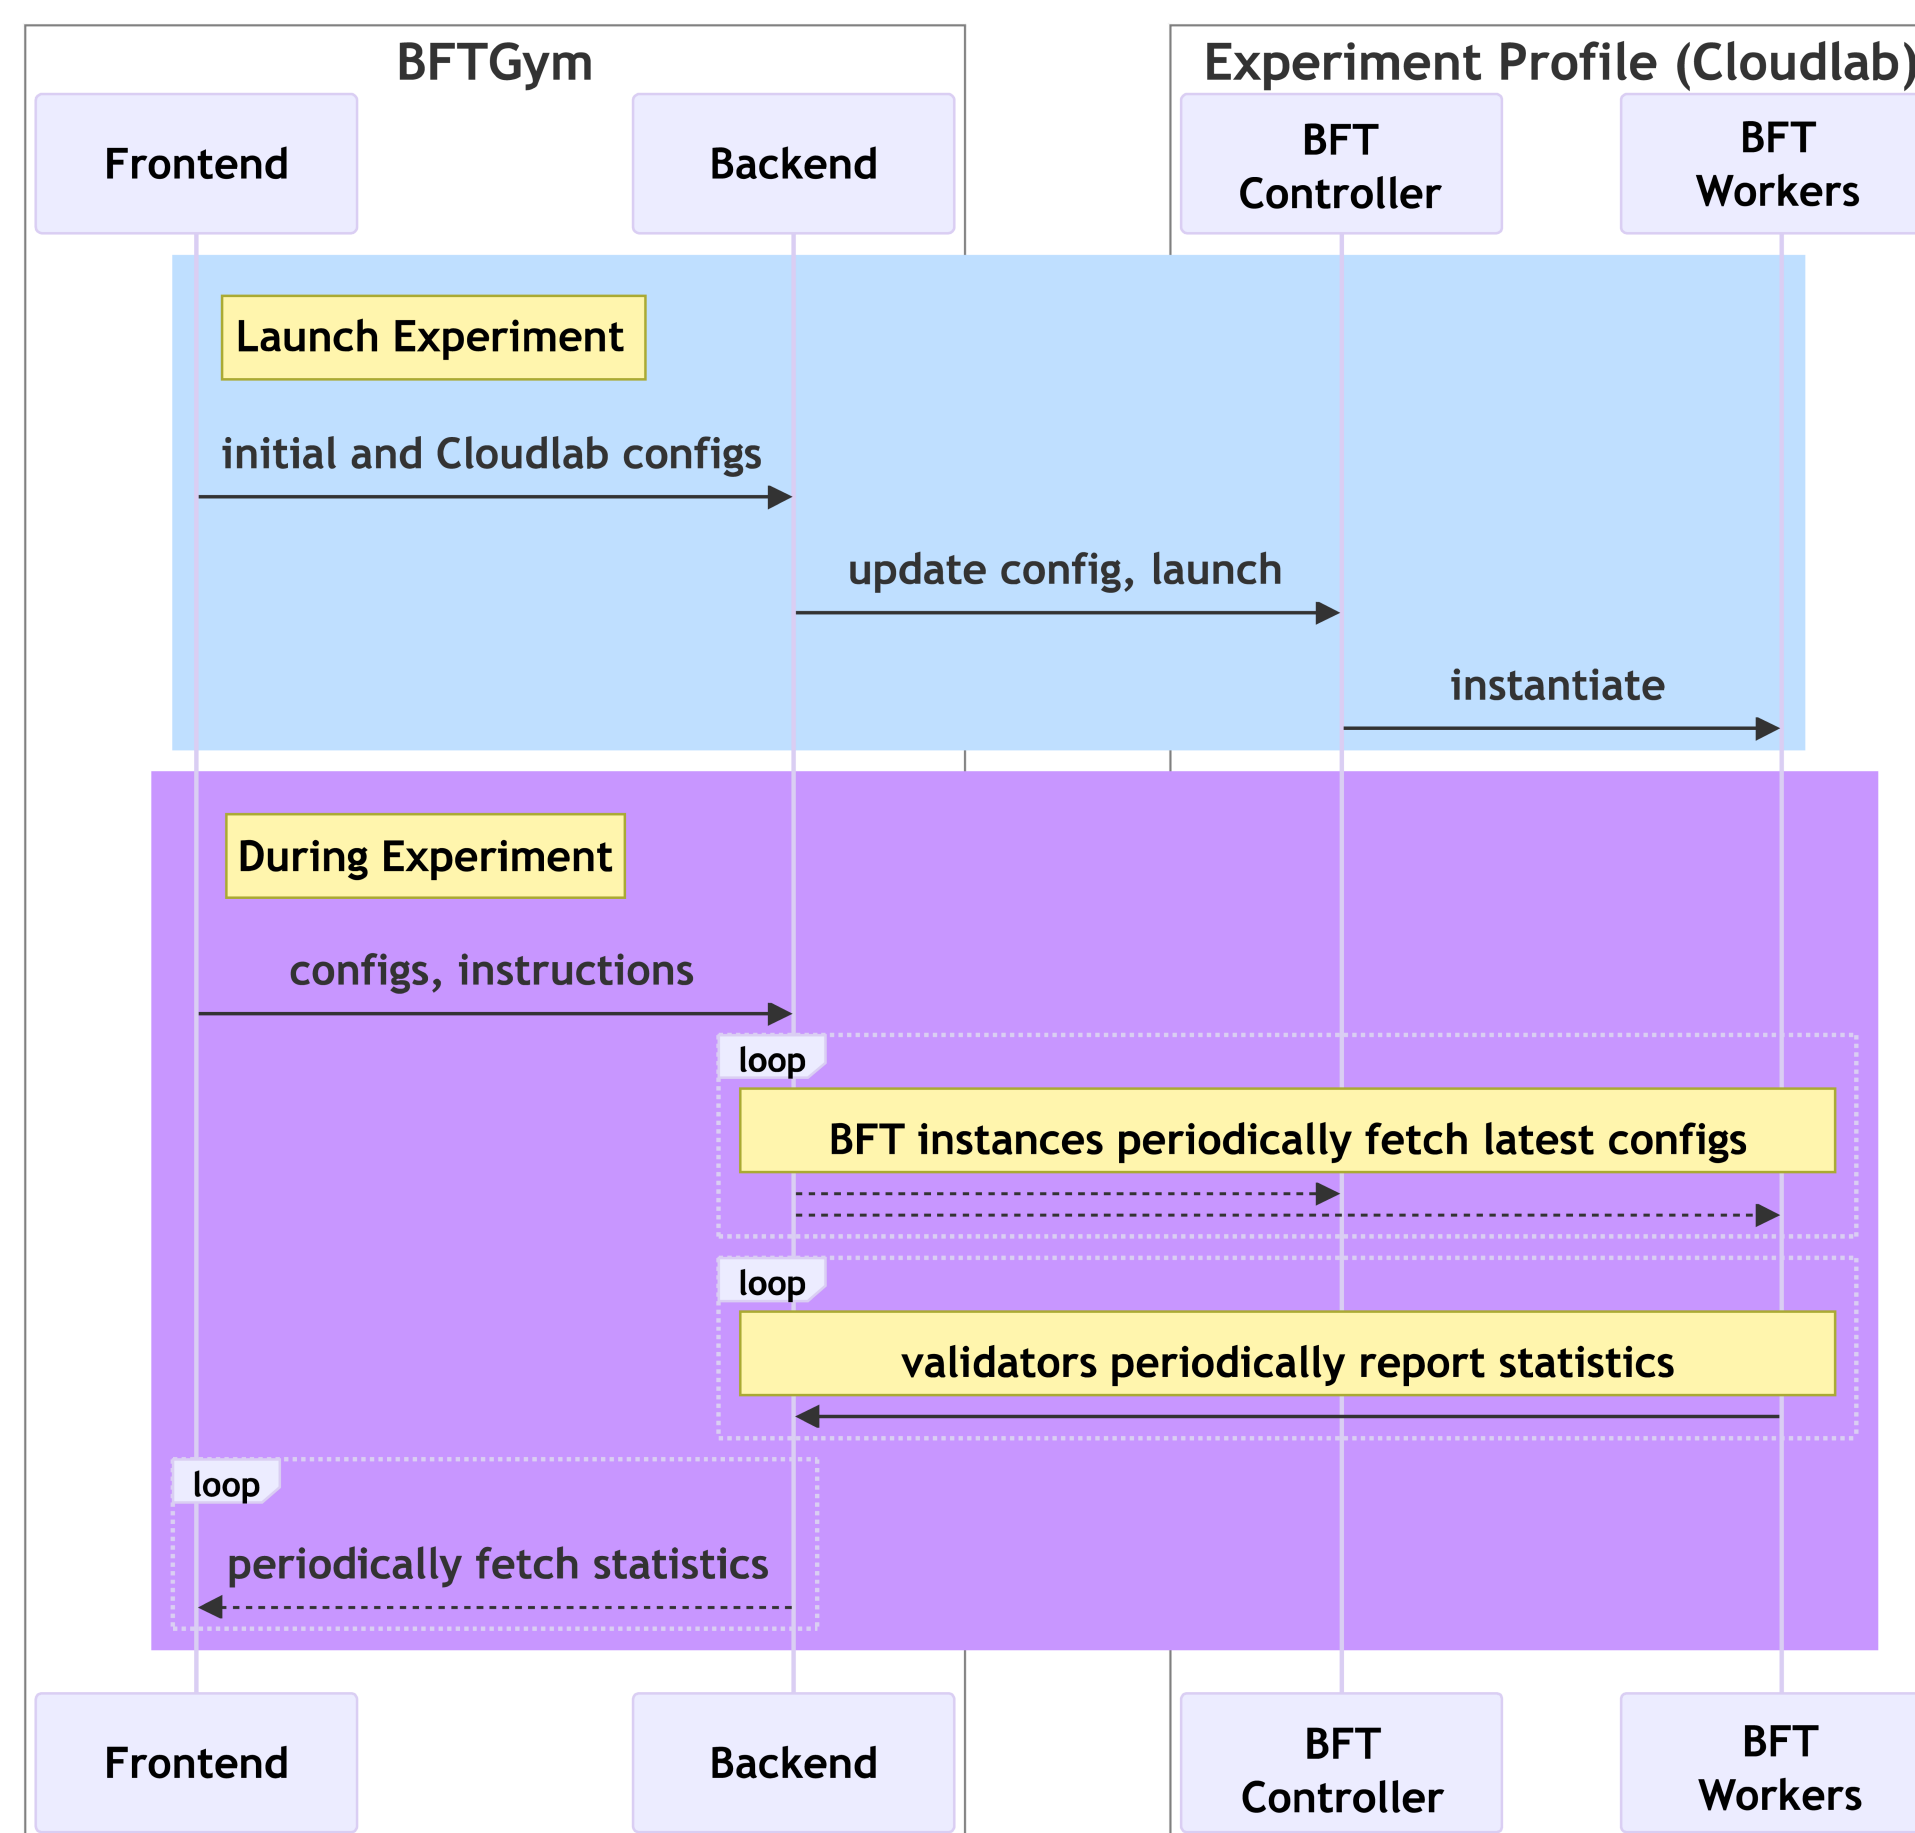 BFTGym
Experiment Profile (Cloudlab)
Frontend
Backend
BFT
Controller
BFT
Workers
Launch Experiment
initial and Cloudlab configs
update config, launch
instantiate
During Experiment
configs, instructions
loop
BFT instances periodically fetch latest configs
loop
validators periodically report statistics
loop
periodically fetch statistics
Frontend
Backend
BFT
Controller
BFT
Workers